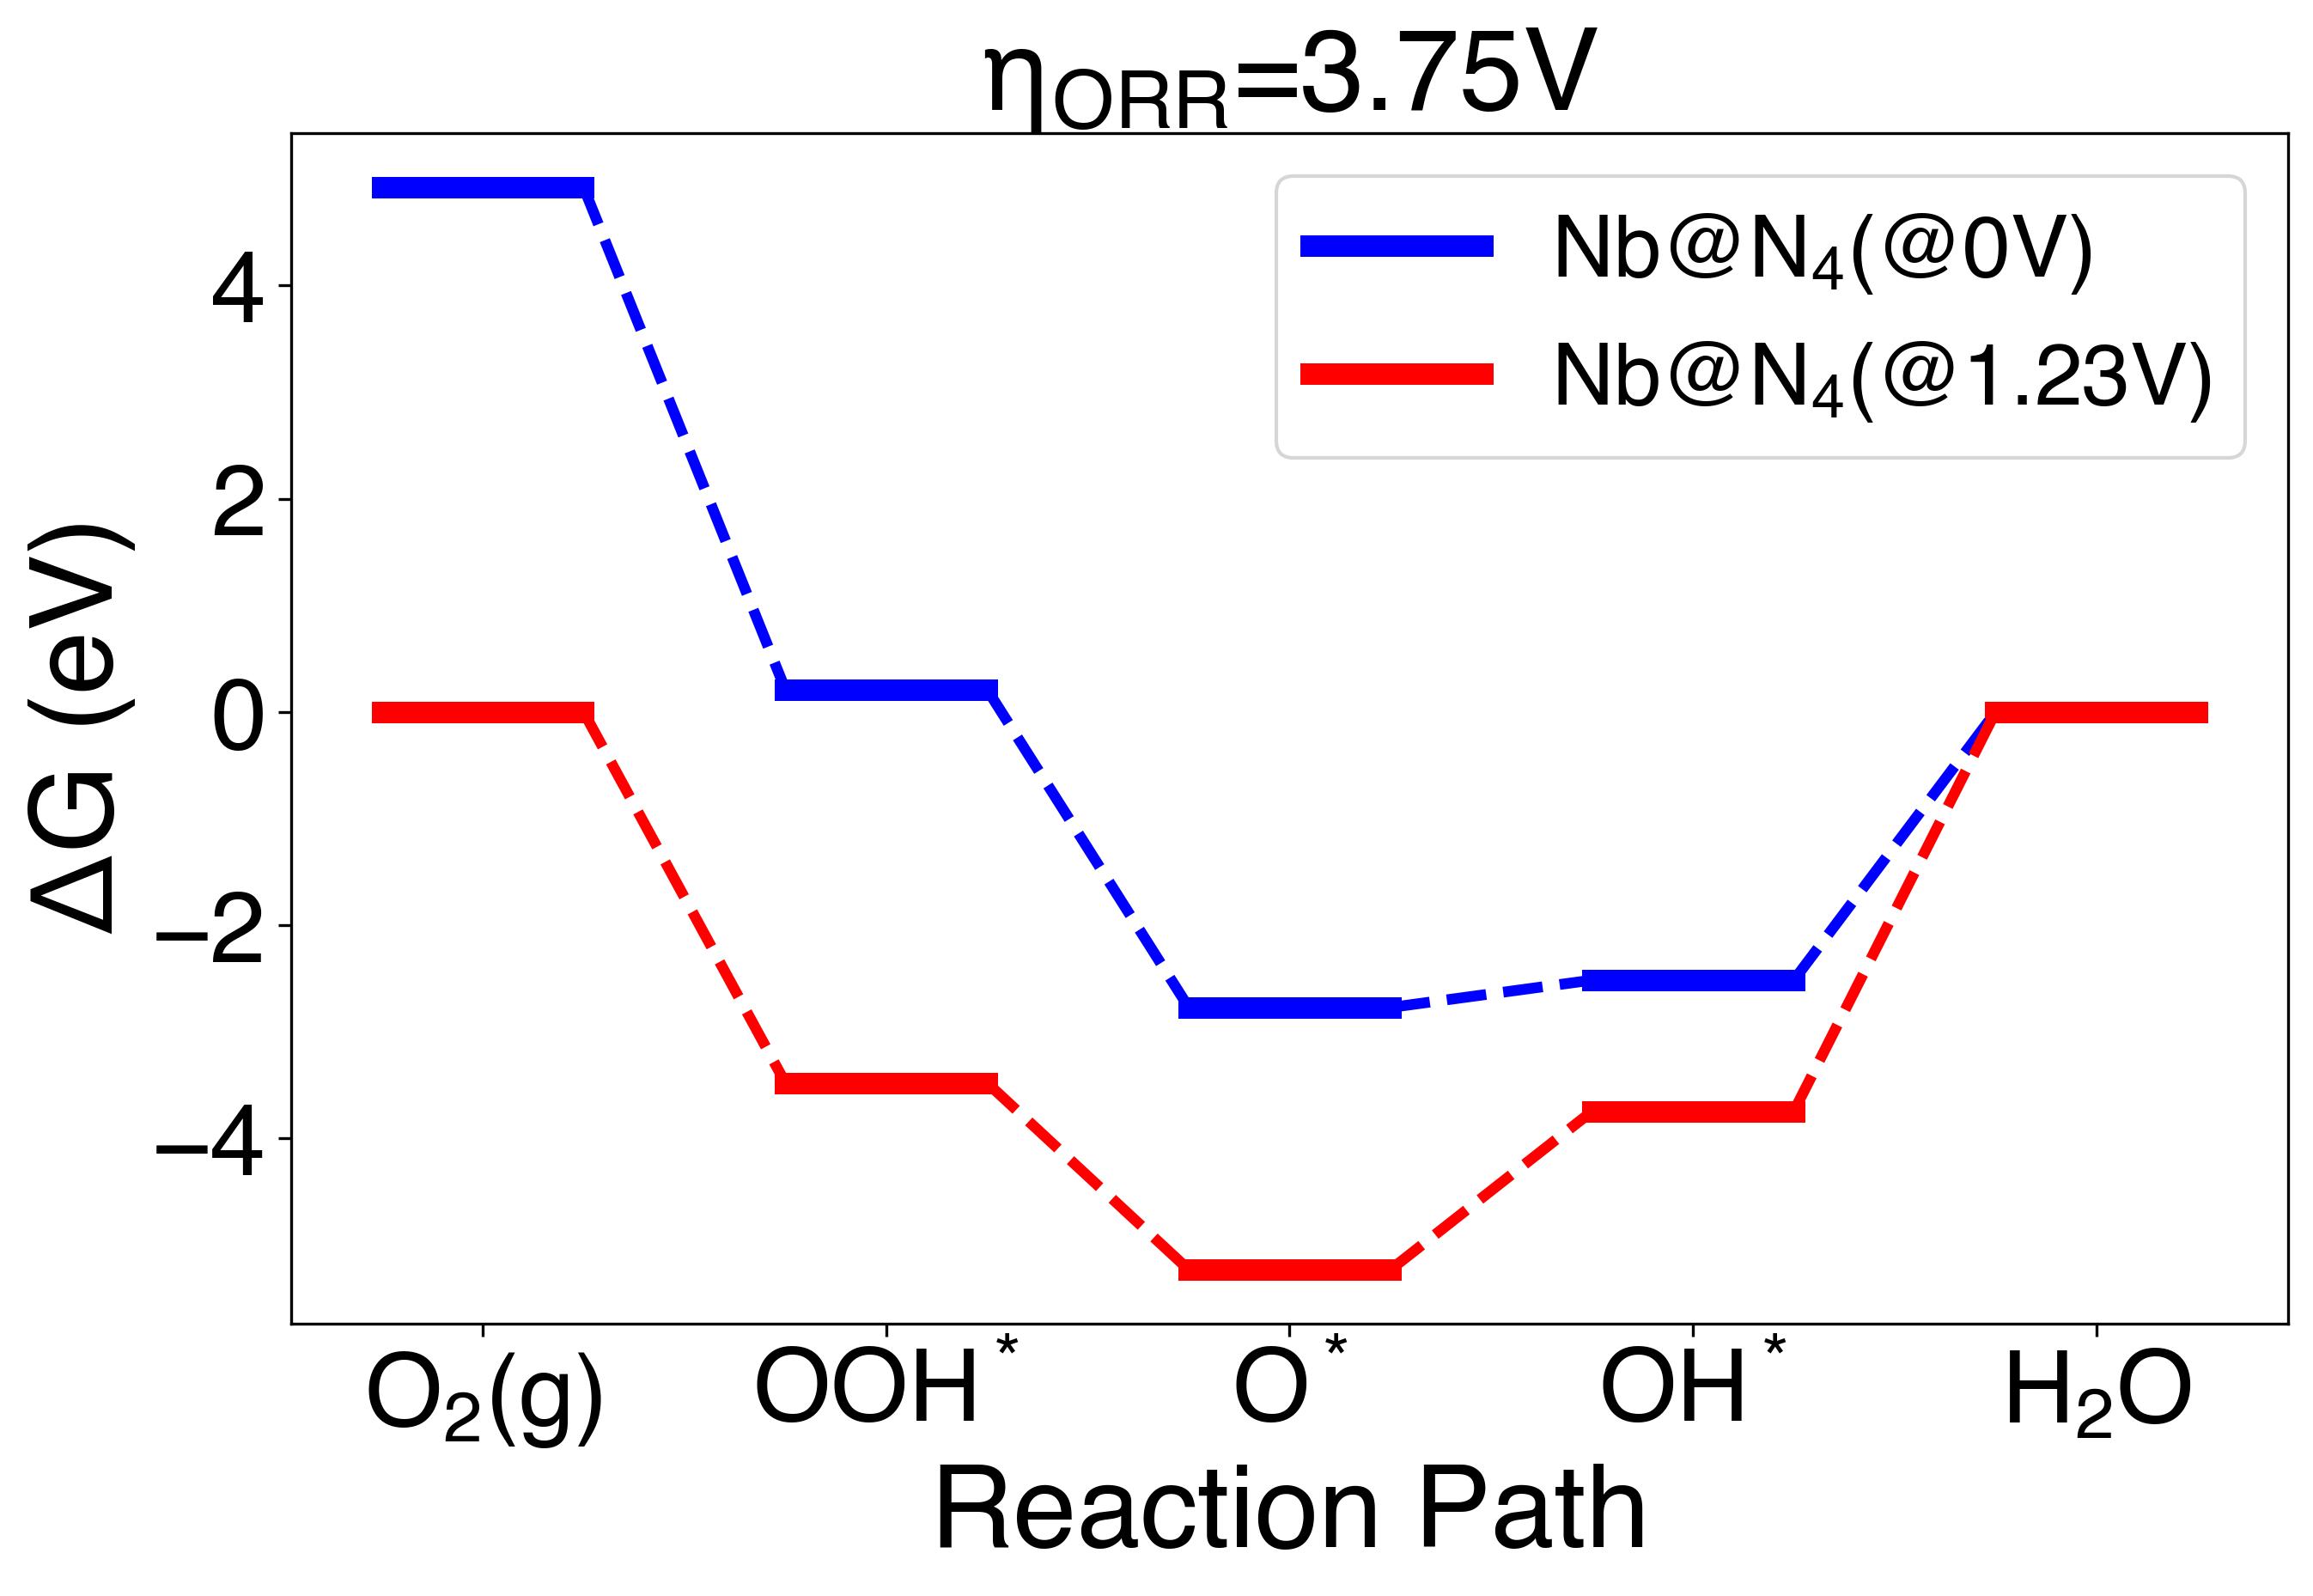 η_ORR=3.75V
Nb@N₄(@0V)
Nb@N₄(@1.23V)
ΔG (eV)
4
2
0
−2
−4
O₂(g) OOH* O* OH* H₂O
Reaction Path